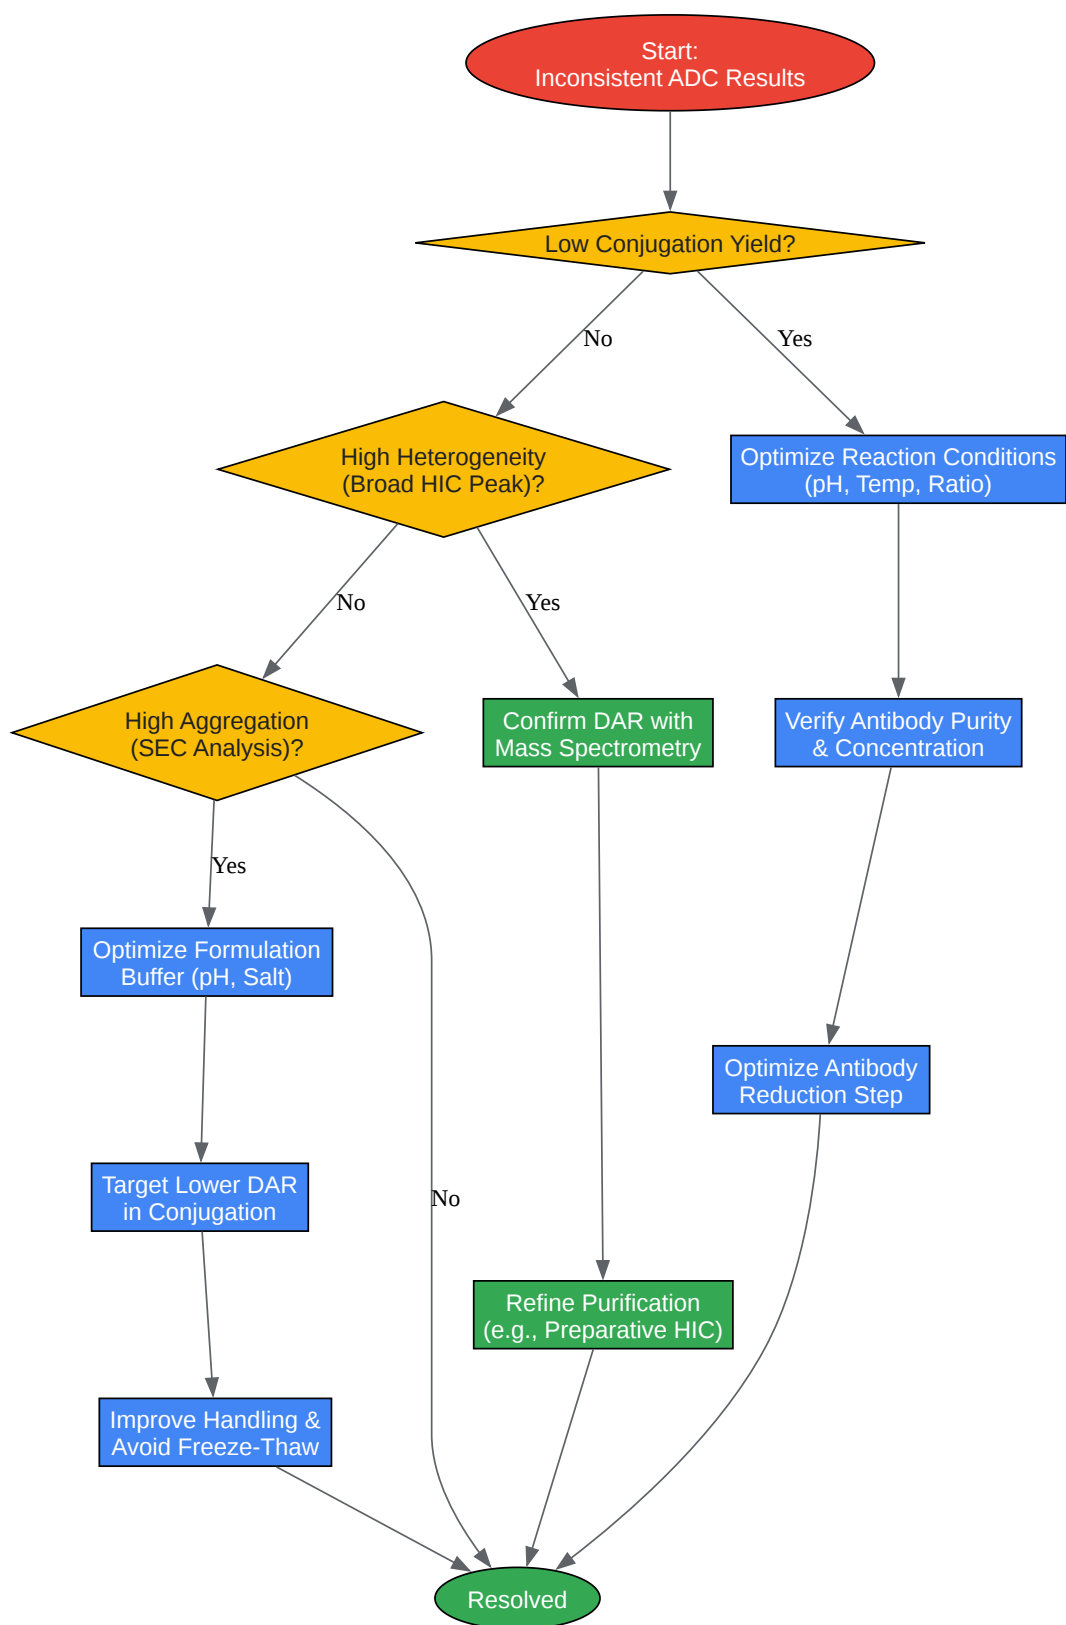 Start:
Inconsistent ADC Results
Low Conjugation Yield?
No
Yes
High Heterogeneity
(Broad HIC Peak)?
Optimize Reaction Conditions
(pH, Temp, Ratio)
No
Yes
High Aggregation
(SEC Analysis)?
Confirm DAR with
Mass Spectrometry
Verify Antibody Purity
& Concentration
Yes
Optimize Formulation
Buffer (pH, Salt)
Optimize Antibody
Reduction Step
Target Lower DAR
in Conjugation
No
Refine Purification
(e.g., Preparative HIC)
Improve Handling &
Avoid Freeze-Thaw
Resolved